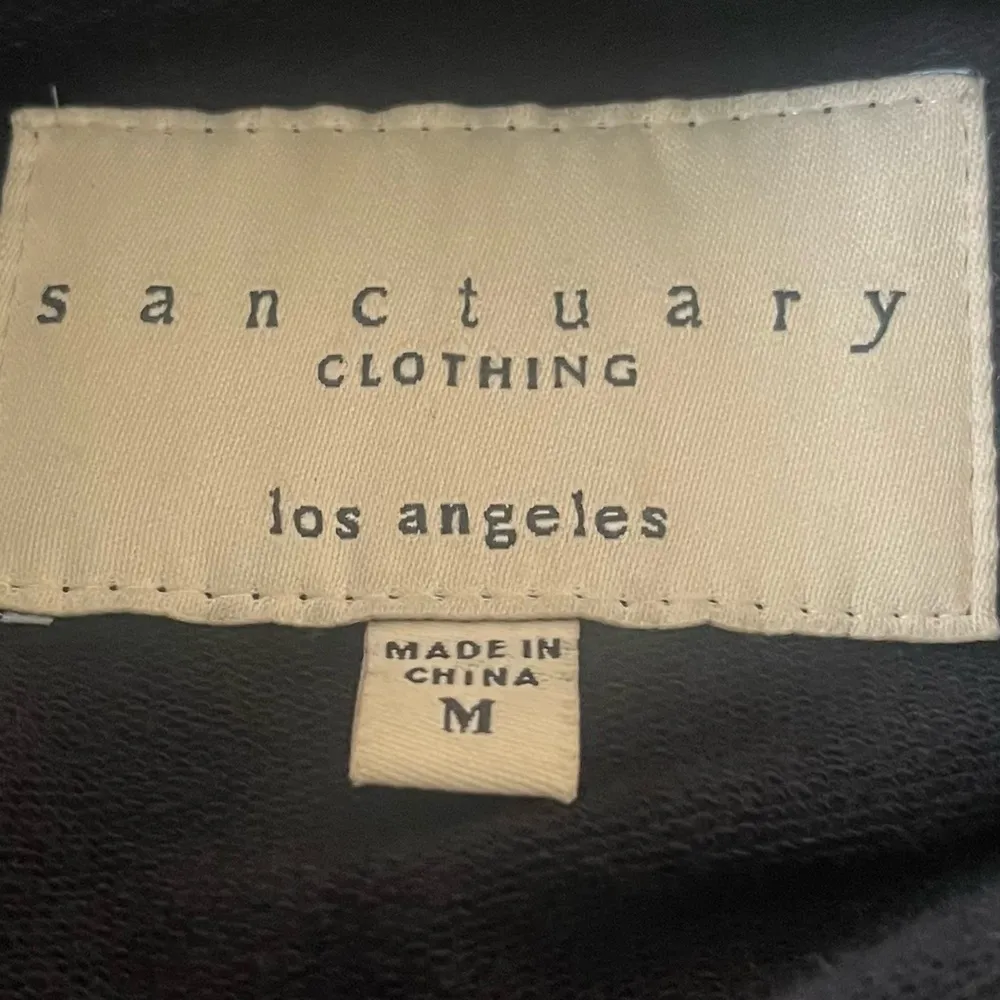 sanctuary
CLOTHING
los angeles
MADE IN
CHINA
M